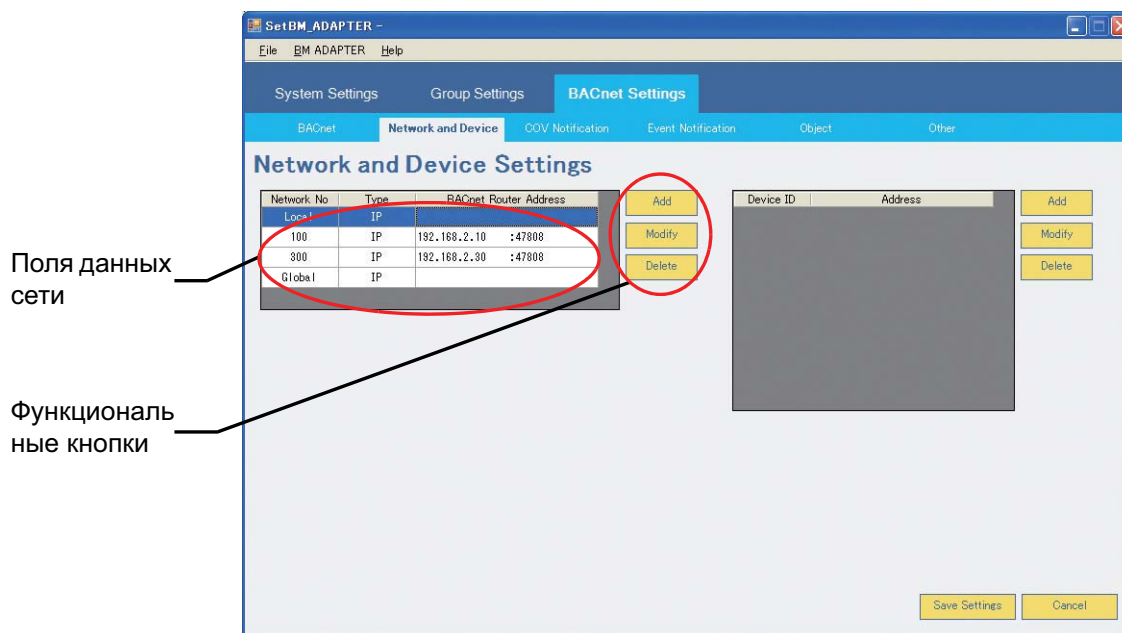 SetBM_ADAPTER -
File BM ADAPTER Help
System Settings Group Settings BACnet Settings
BACnet Network and Device COV Notification Event Notification Object Other
Network and Device Settings
Network No Type BACnet Router Address
Local IP
100 IP 192.168.2.10 :47808
300 IP 192.168.2.30 :47808
Global IP
Add
Modify
Delete
Device ID Address
Add
Modify
Delete
Поля данных
сети
Функциональ
ные кнопки
Save Settings Cancel